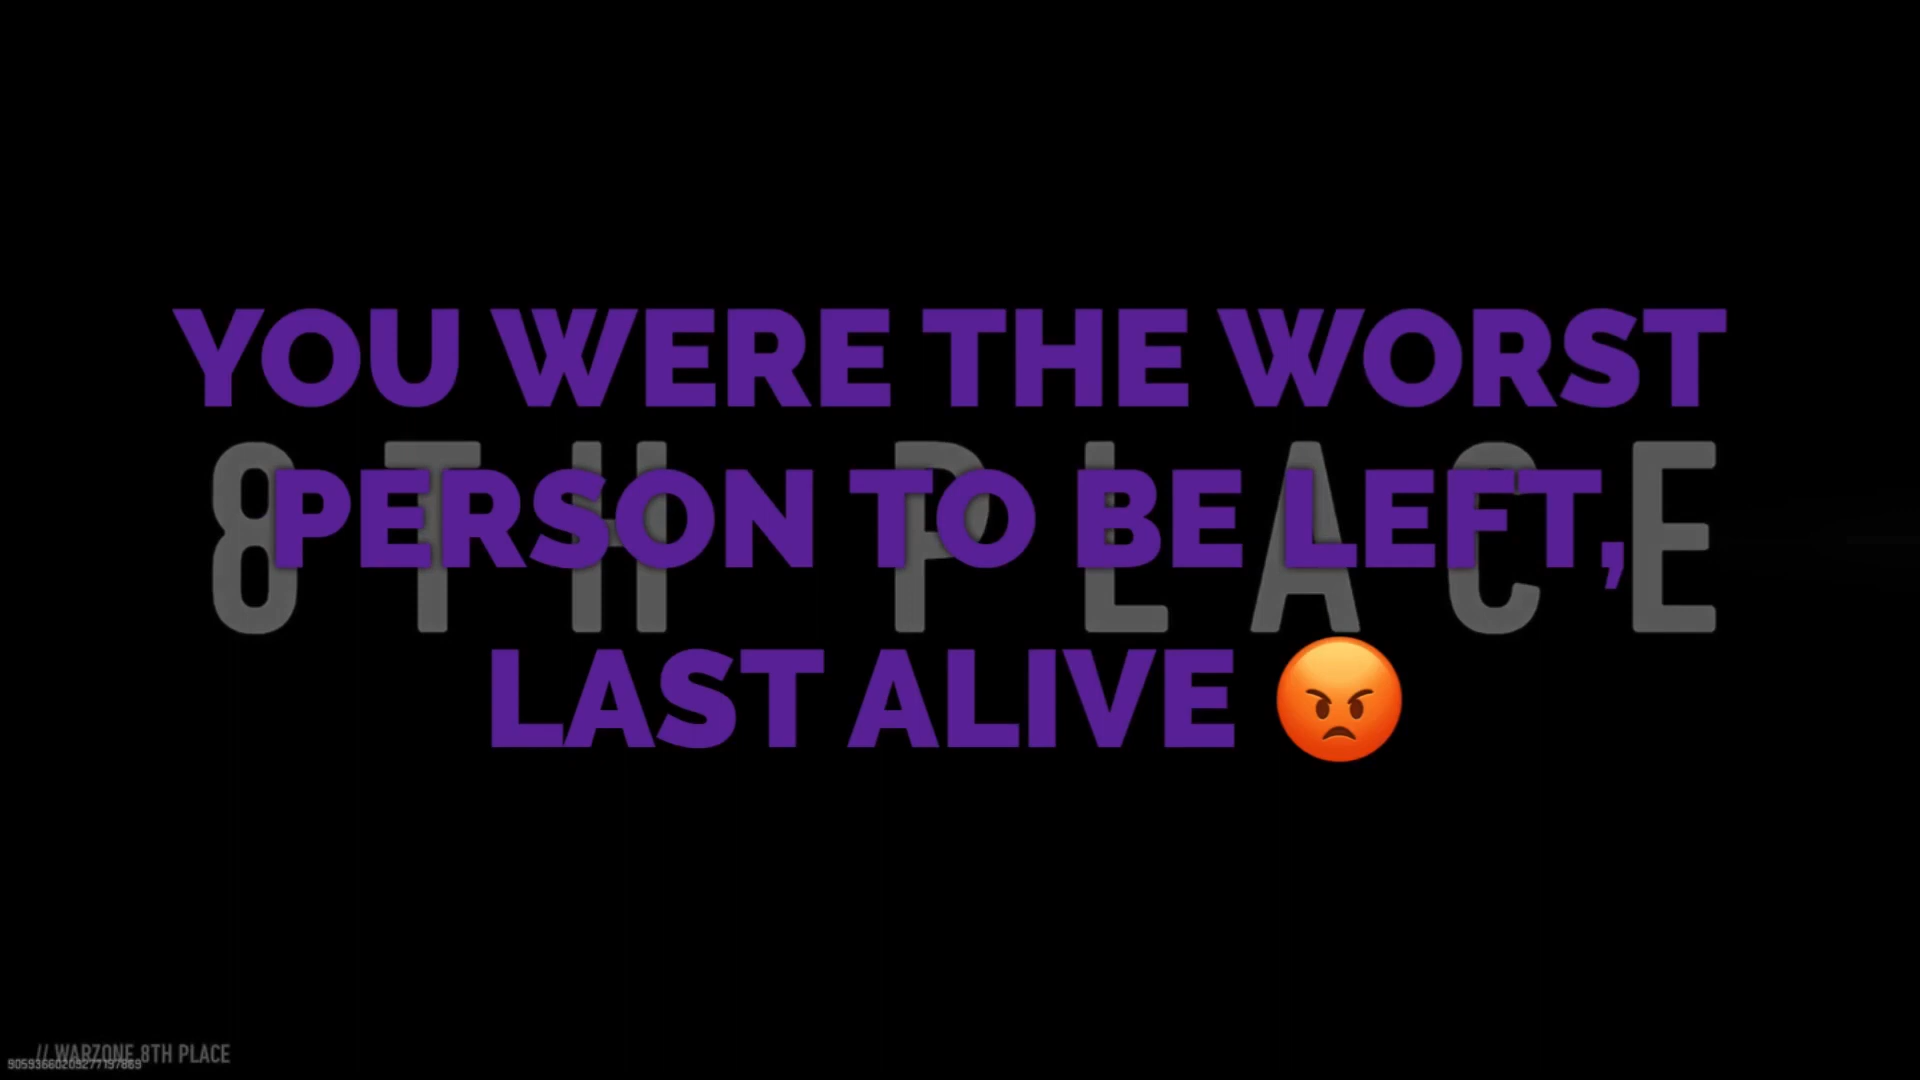 YOU WERE THE WORST
8TH PLACE
PERSON TO BE LEFT,
LAST ALIVE 😡
// WARZONE 8TH PLACE